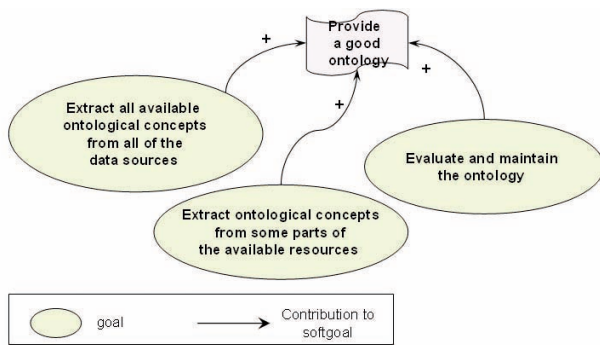 Provide
a good
ontology
+
+
+
Extract all available
ontological concepts
from all of the
data sources
Evaluate and maintain
the ontology
Extract ontological concepts
from some parts of
the available resources
goal
Contribution to
softgoal